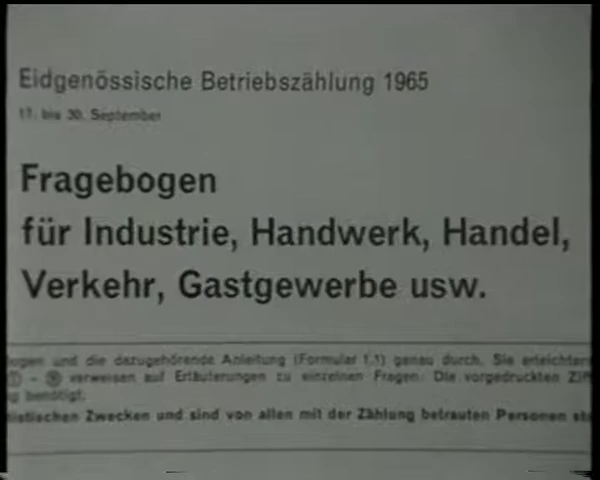 Eidgenössische Betriebszählung 1965
17. bis 30. September
Fragebogen
für Industrie, Handwerk, Handel,
Verkehr, Gastgewerbe usw.
und die dazugehörende Anleitung (Formular 1.1) genau durch. Sie erleichtern
verweisen auf Erläuterungen zu einzelnen Fragen. Die vorgedruckten
benötigt.
Zwecken und sind von allen mit der Zählung betrauten Personen